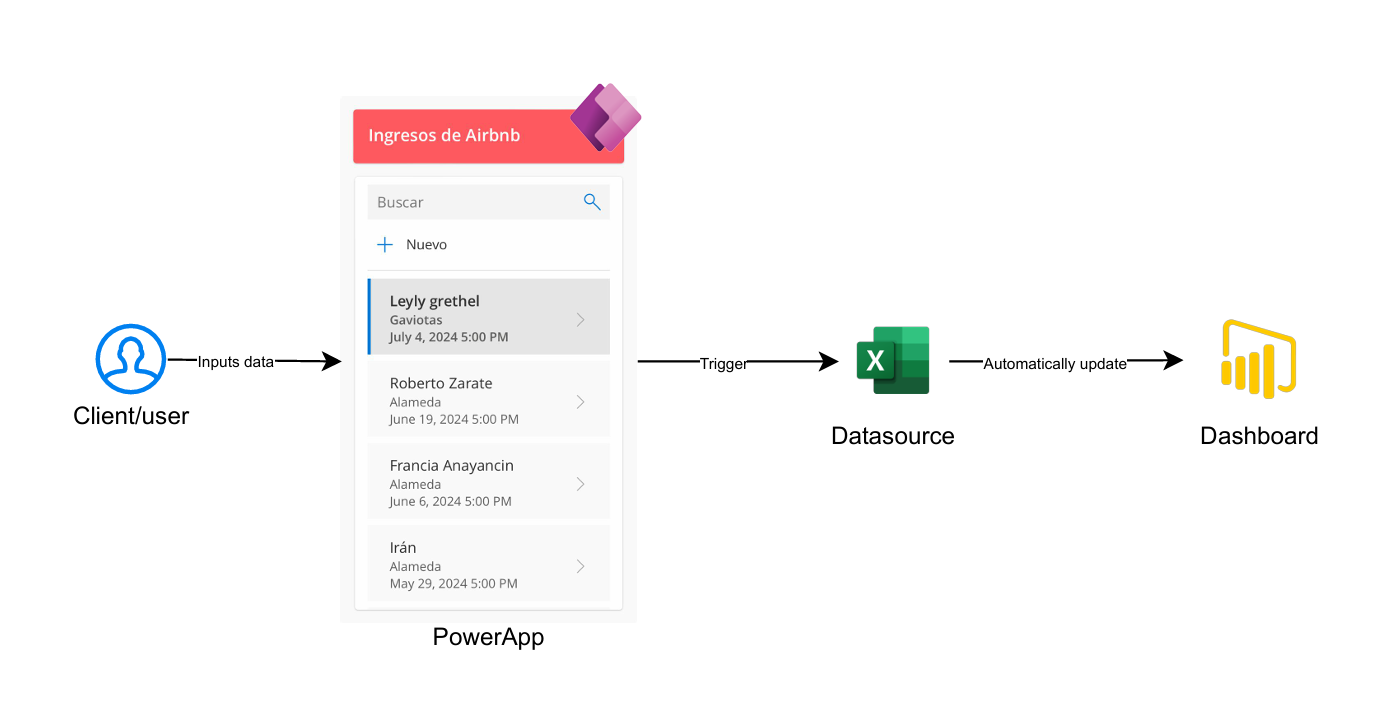 Ingresos de Airbnb
Buscar
Nuevo
Leyly grethel
Gaviotas
July 4, 2024 5:00 PM
Roberto Zarate
Alameda
June 19, 2024 5:00 PM
Francia Anayancin
Alameda
June 6, 2024 5:00 PM
Irán
Alameda
May 29, 2024 5:00 PM
PowerApp
Inputs data
Client/user
Trigger
X
Datasource
Automatically update
Dashboard